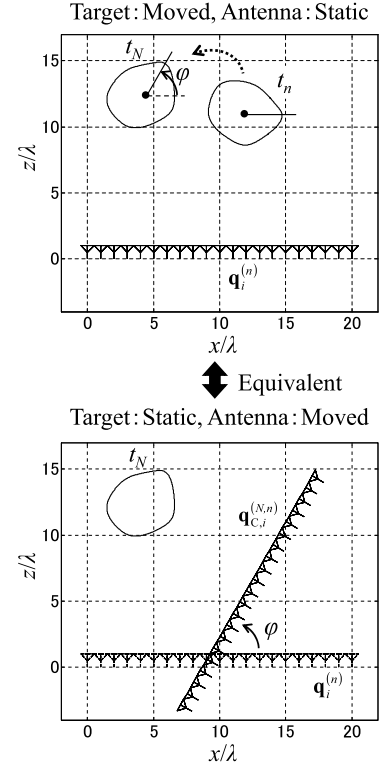 Target: Moved, Antenna: Static
t_N
φ
t_n
15
10
5
0
z/λ
q_i^(n)
0 5 10 15 20
x/λ
Equivalent
Target: Static, Antenna: Moved
t_N
15
q_C,i^(N,n)
10
5
φ
0
z/λ
q_i^(n)
0 5 10 15 20
x/λ